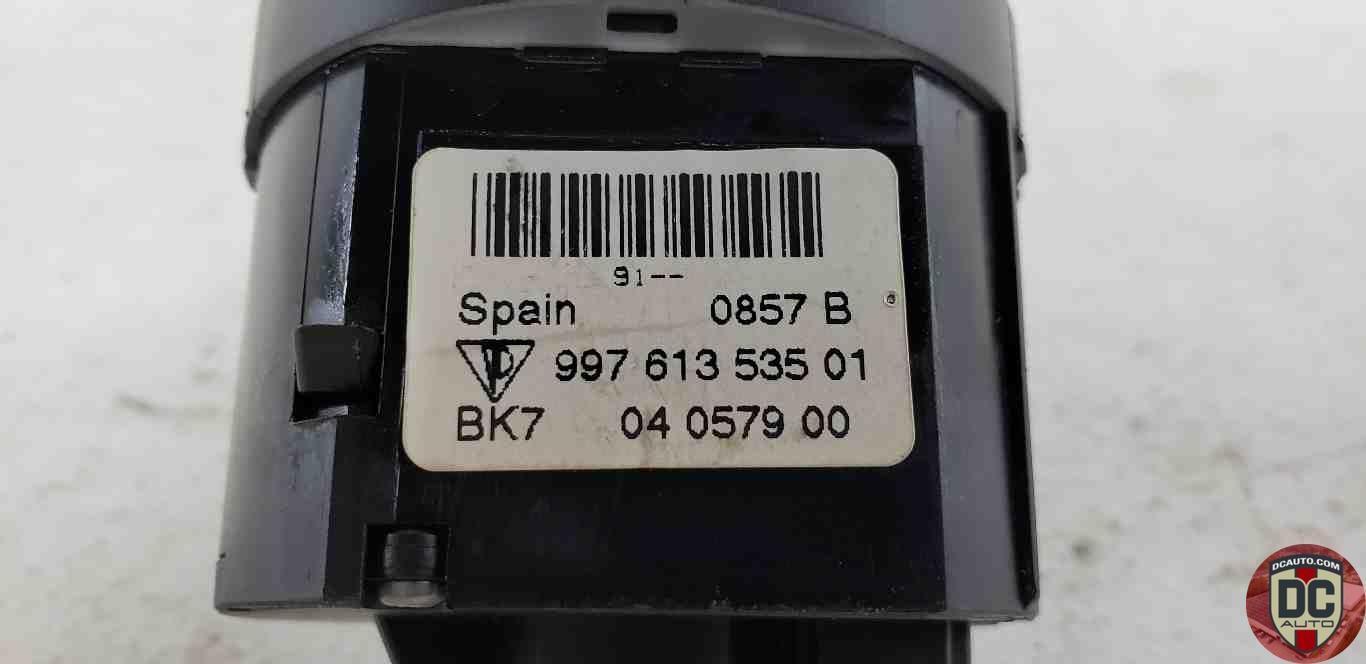 91--
Spain 0857 B
997 613 535 01
BK7 04 0579 00
DCAUTO.COM
DC
AUTO